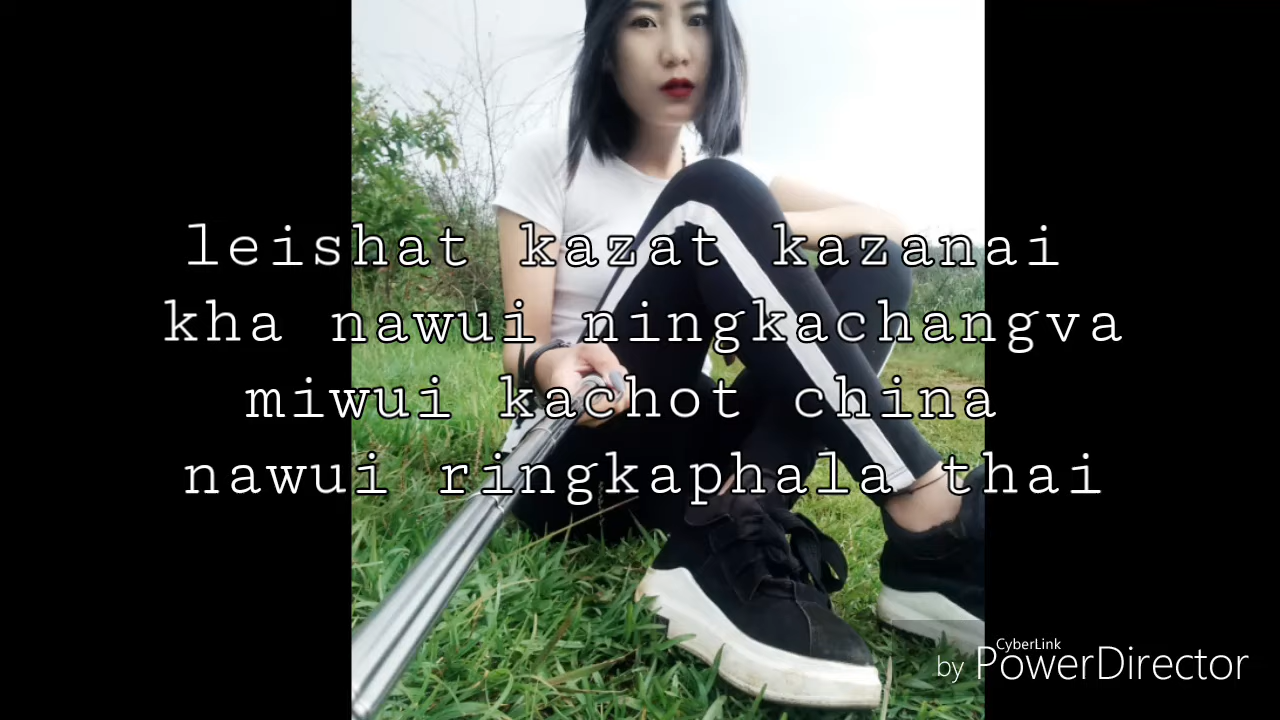 leishat kazat kazanai
kha nawui ningkachangva
miwui kachot china
nawui ringkaphala thai
CyberLink
by PowerDirector